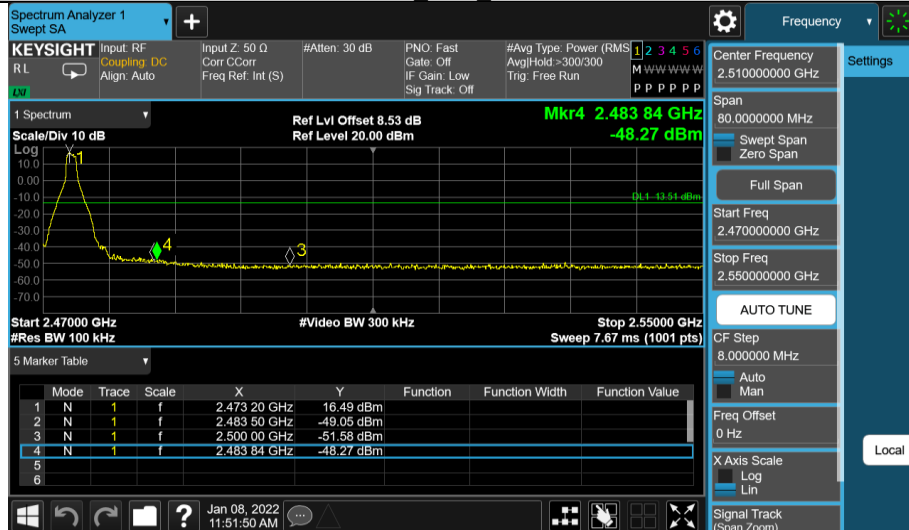 Spectrum Analyzer 1
Swept SA
Frequency
KEYSIGHT
RL
LXI
Input: RF
Coupling: DC
Align: Auto
Input Z: 50 Ω
Corr CCorr
Freq Ref: Int (S)
#Atten: 30 dB
PNO: Fast
Gate: Off
IF Gain: Low
Sig Track: Off
#Avg Type: Power (RMS
Avg|Hold:>300/300
Trig: Free Run
1 2 3 4 5 6
M W W W W W
P P P P P P
1 Spectrum
Scale/Div 10 dB
Log
Ref Lvl Offset 8.53 dB
Ref Level 20.00 dBm
Mkr4 2.483 84 GHz
-48.27 dBm
10.0
0.00
-10.0
-20.0
-30.0
-40.0
-50.0
-60.0
-70.0
1
4
3
DL1 -13.51 dBm
Start 2.47000 GHz
#Res BW 100 kHz
#Video BW 300 kHz
Stop 2.55000 GHz
Sweep 7.67 ms (1001 pts)
5 Marker Table
Mode Trace Scale X Y Function Function Width Function Value
1 N 1 f 2.473 20 GHz 16.49 dBm
2 N 1 f 2.483 50 GHz -49.05 dBm
3 N 1 f 2.500 00 GHz -51.58 dBm
4 N 1 f 2.483 84 GHz -48.27 dBm
5
6
?
Jan 08, 2022
11:51:50 AM
Center Frequency
2.510000000 GHz
Span
80.0000000 MHz
Swept Span
Zero Span
Full Span
Start Freq
2.470000000 GHz
Stop Freq
2.550000000 GHz
AUTO TUNE
CF Step
8.000000 MHz
Auto
Man
Freq Offset
0 Hz
X Axis Scale
Log
Lin
Signal Track
(Span Zoom)
Settings
Local